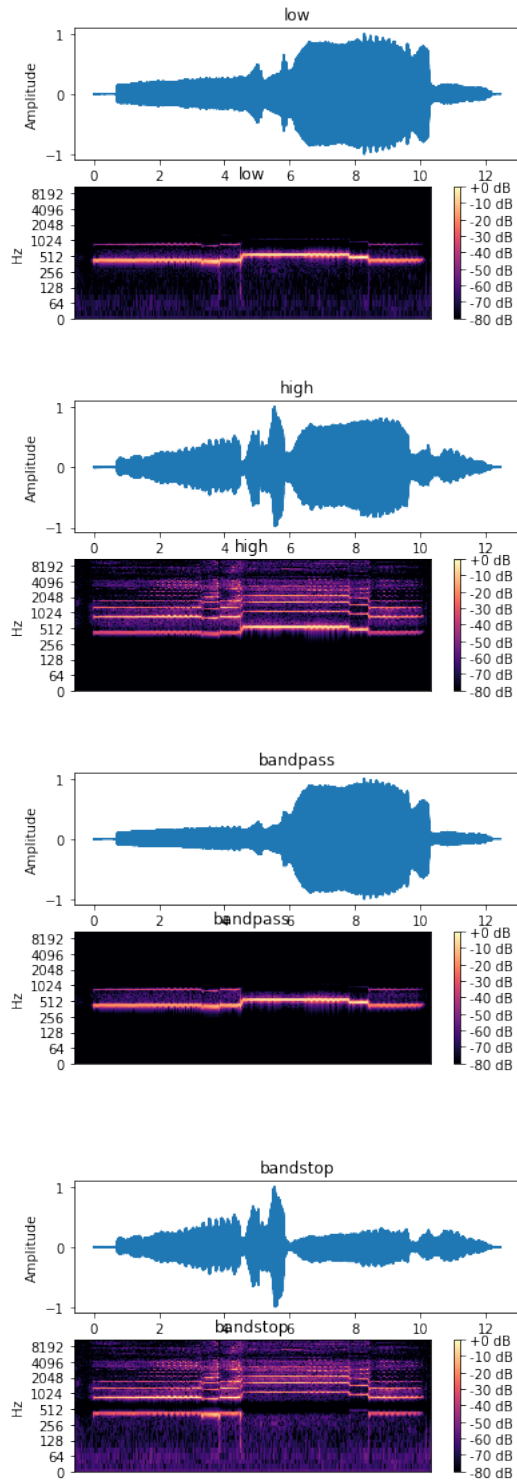 low
1
0
−1
Amplitude
0 2 4 6 8 10 12
low
8192
4096
2048
1024
512
256
128
64
0
Hz
+0 dB
-10 dB
-20 dB
-30 dB
-40 dB
-50 dB
-60 dB
-70 dB
-80 dB
high
1
0
−1
Amplitude
0 2 4 6 8 10 12
high
8192
4096
2048
1024
512
256
128
64
0
Hz
+0 dB
-10 dB
-20 dB
-30 dB
-40 dB
-50 dB
-60 dB
-70 dB
-80 dB
bandpass
1
0
−1
Amplitude
0 2 4 6 8 10 12
bandpass
8192
4096
2048
1024
512
256
128
64
0
Hz
+0 dB
-10 dB
-20 dB
-30 dB
-40 dB
-50 dB
-60 dB
-70 dB
-80 dB
bandstop
1
0
−1
Amplitude
0 2 4 6 8 10 12
bandstop
8192
4096
2048
1024
512
256
128
64
0
Hz
+0 dB
-10 dB
-20 dB
-30 dB
-40 dB
-50 dB
-60 dB
-70 dB
-80 dB